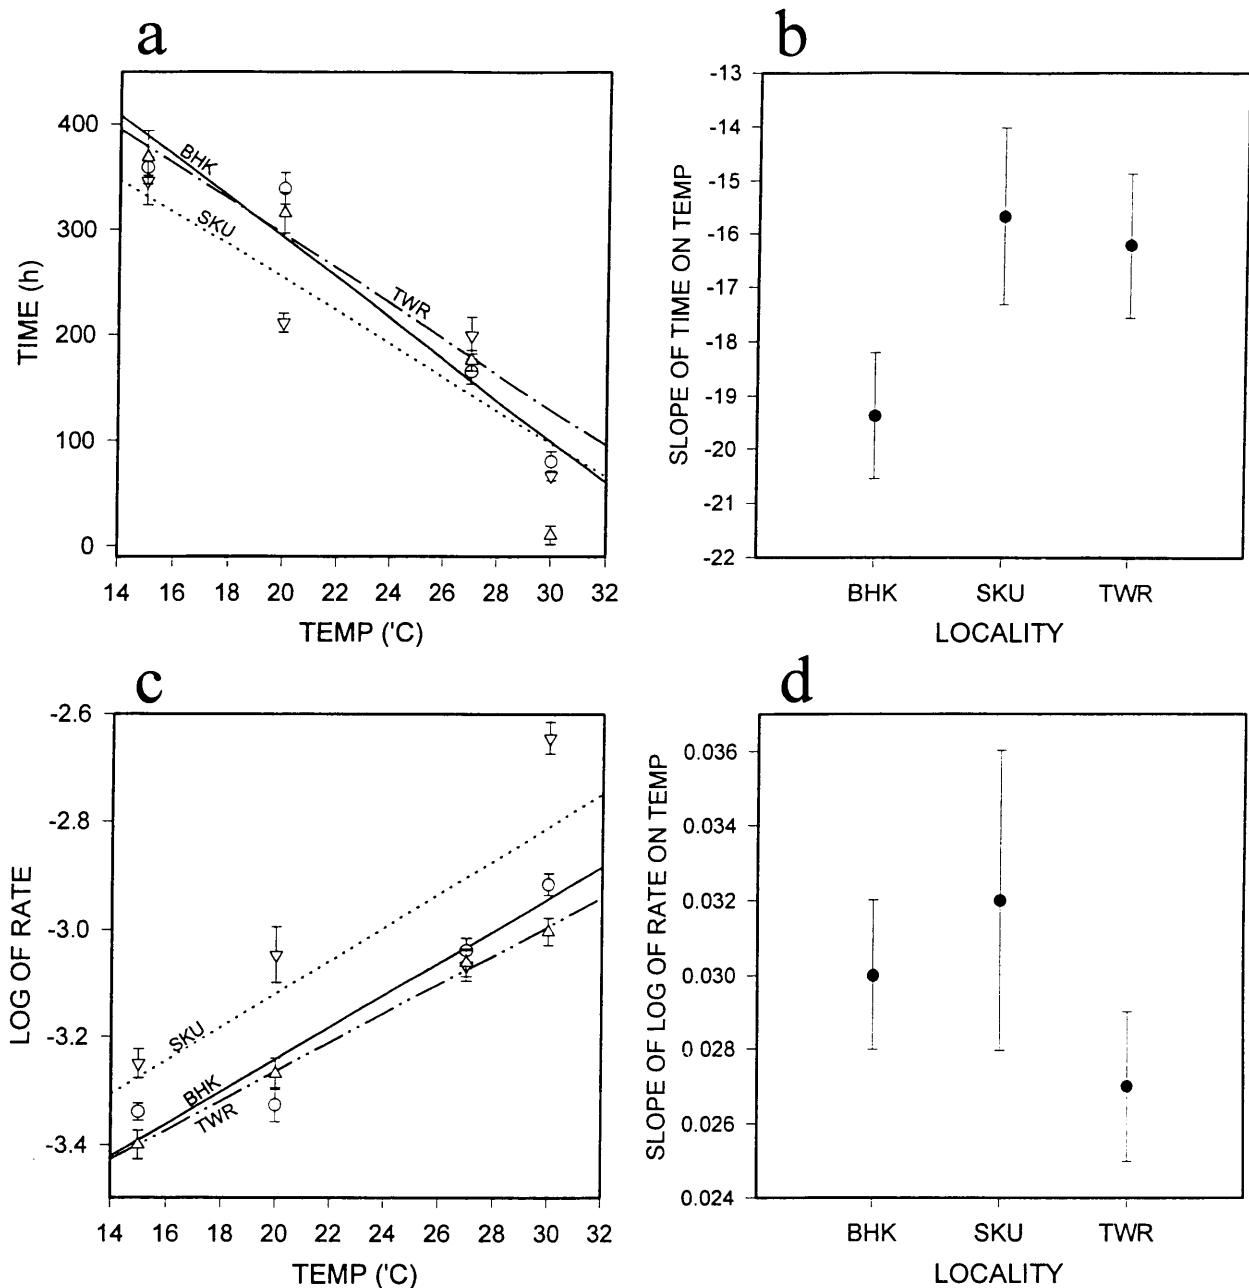 a
TIME (h)
400
300
200
100
0
BHK
SKU
TWR
14 16 18 20 22 24 26 28 30 32
TEMP ('C)
b
SLOPE OF TIME ON TEMP
-13
-14
-15
-16
-17
-18
-19
-20
-21
-22
BHK SKU TWR
LOCALITY
c
LOG OF RATE
-2.6
-2.8
-3.0
-3.2
-3.4
SKU
BHK
TWR
14 16 18 20 22 24 26 28 30 32
TEMP ('C)
d
SLOPE OF LOG OF RATE ON TEMP
0.036
0.034
0.032
0.030
0.028
0.026
0.024
BHK SKU TWR
LOCALITY